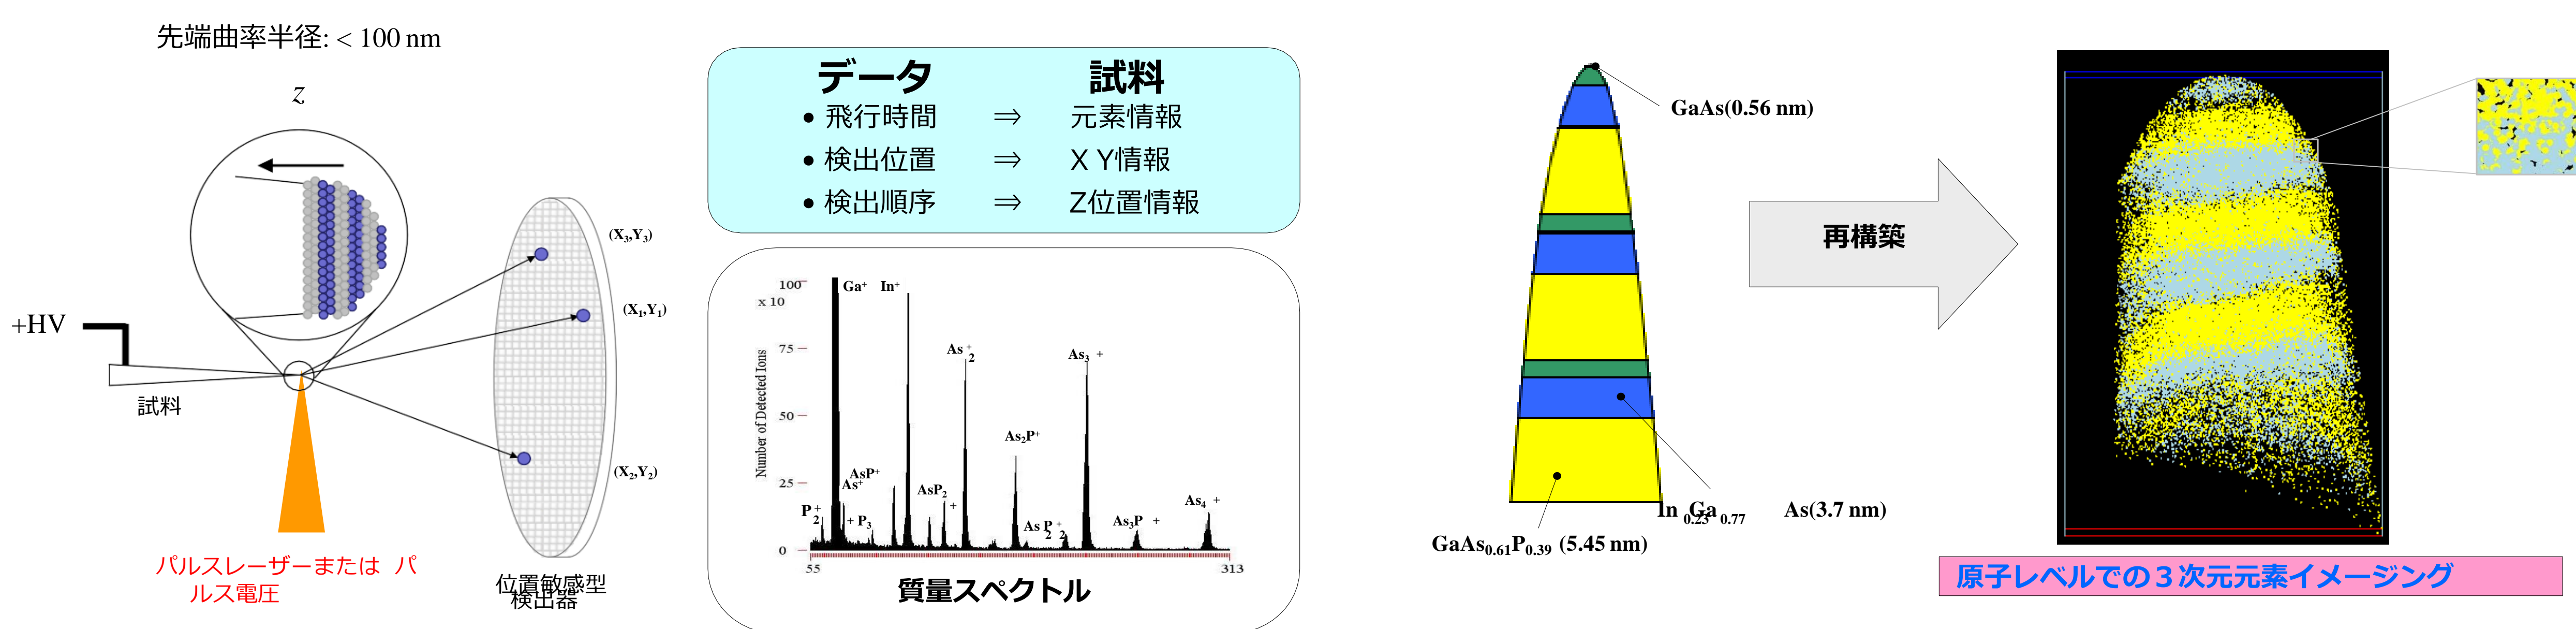 先端曲率半径: < 100 nm
z
+HV
試料
パルスレーザーまたは パ
ルス電圧
(X₃,Y₃)
(X₁,Y₁)
(X₂,Y₂)
位置敏感型
検出器
データ 試料
• 飛行時間 ⇒ 元素情報
• 検出位置 ⇒ X Y情報
• 検出順序 ⇒ Z位置情報
100
x 10
75
50
25
0
55
313
Number of Detected Ions
Ga⁺ In⁺
As₂⁺
As₃⁺
As₂P⁺
AsP⁺
As⁺
AsP₂⁺
P₂⁺
+ P₃
As₂P₂⁺
As₃P⁺
As₄⁺
質量スペクトル
GaAs(0.56 nm)
In₀.₂₃Ga₀.₇₇ As(3.7 nm)
GaAs₀.₆₁P₀.₃₉ (5.45 nm)
再構築
原子レベルでの３次元元素イメージング